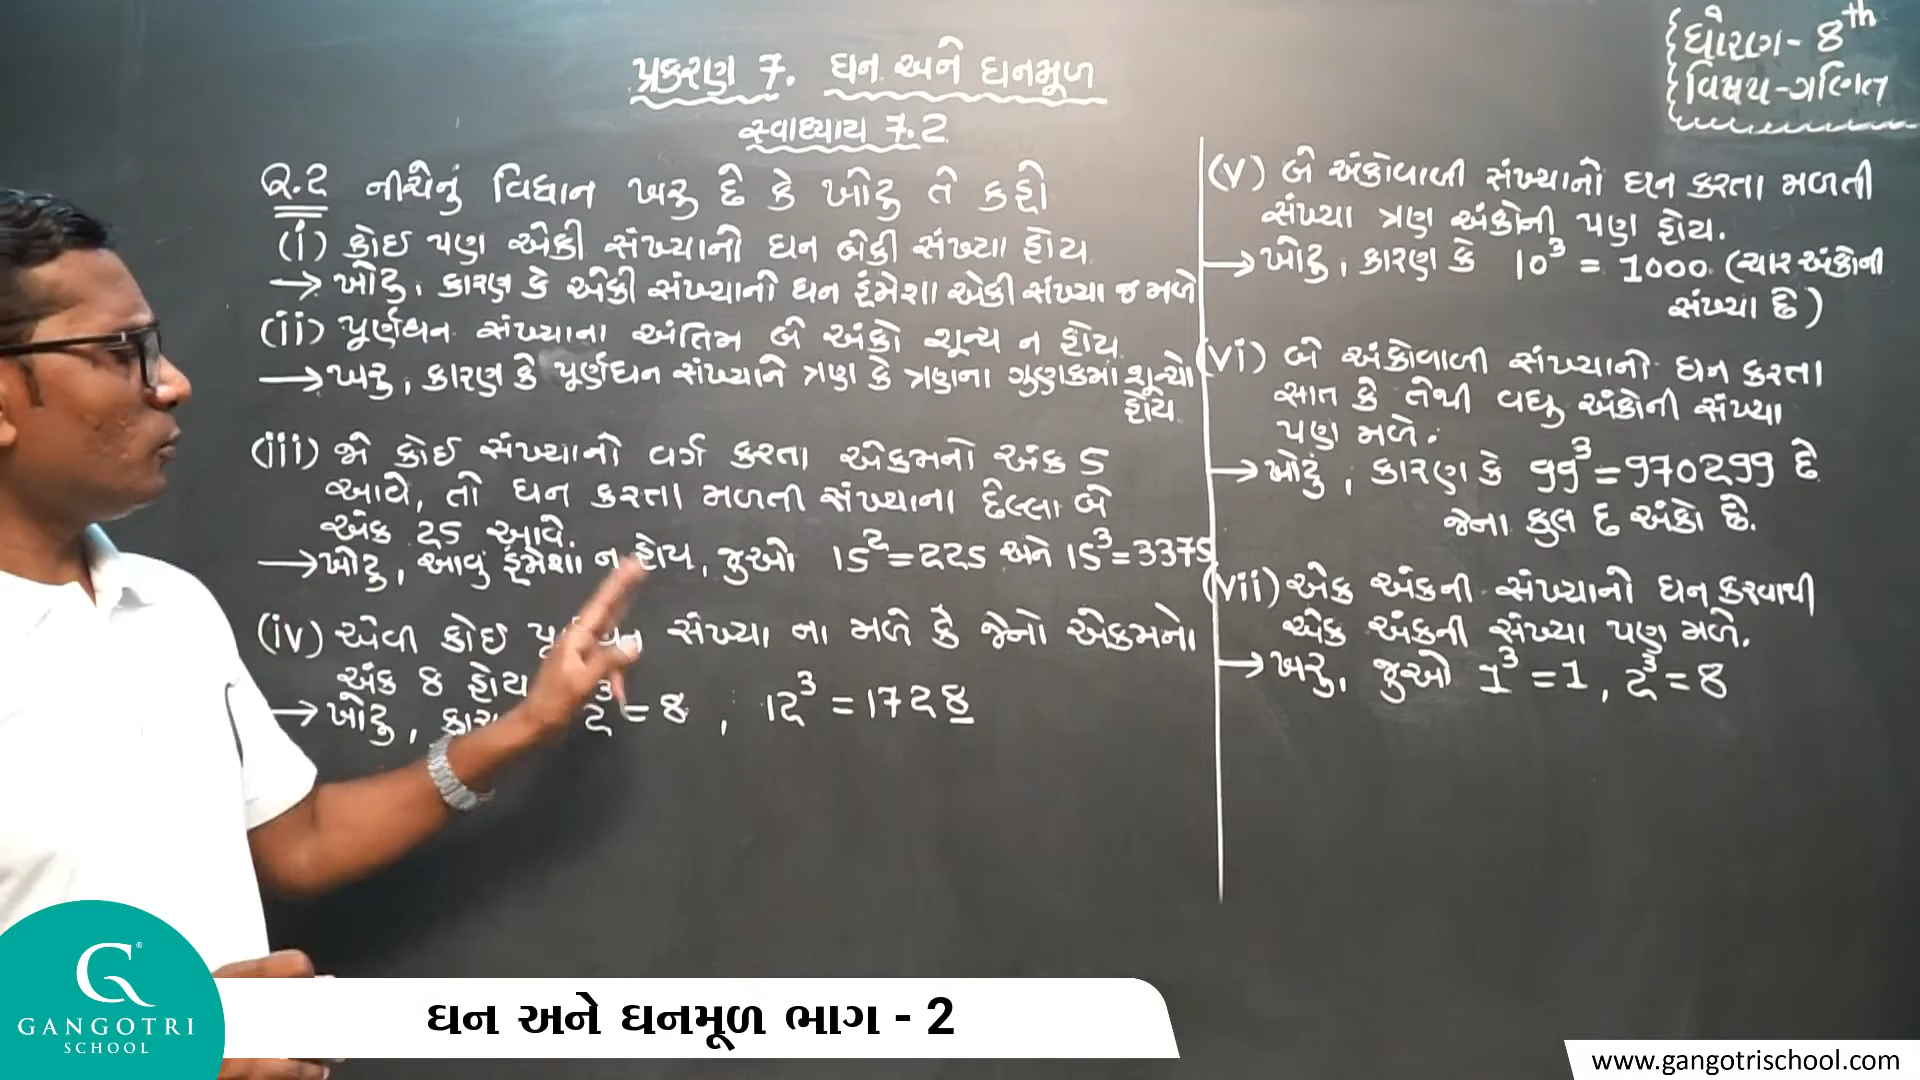 ધોરણ - 8th
વિષય - ગણિત
પ્રકરણ 7. ઘન અને ઘનમૂળ
સ્વાધ્યાય 7.2
Q.2 નીચેનું વિધાન ખરુ છે કે ખોટુ તે કહો
(i) કોઇ પણ એકી સંખ્યાનો ઘન બેકી સંખ્યા હોય
→ ખોટુ, કારણ કે એકી સંખ્યાનો ઘન હંમેશા એકી સંખ્યા જ મળે
(ii) પૂર્ણઘન સંખ્યાના અંતિમ બે અંકો શૂન્ય ન હોય
→ ખરુ, કારણ કે પૂર્ણઘન સંખ્યાને ત્રણ કે ત્રણના ગુણાકમાં શૂન્યો
હોય
(iii) જો કોઈ સંખ્યાનો વર્ગ કરતા એકમનો અંક 5
આવે, તો ઘન કરતા મળતી સંખ્યાના છેલ્લા બે
અંક 25 આવે.
→ ખોટુ, આવું હંમેશાં ન હોય, જુઓ 15² = 225 અને 15³ = 3375
(iv) એવી કોઇ સંખ્યા ના મળે કે જેનો એકમનો
અંક 8 હોય
→ ખોટુ, 2³ = 8 , 12³ = 1728
(v) બે અંકોવાળી સંખ્યાનો ઘન કરતા મળતી
સંખ્યા ત્રણ અંકોની પણ હોય.
→ ખોટુ, કારણ કે 10³ = 1000 (ચાર અંકોની
સંખ્યા છે)
(vi) બે અંકોવાળી સંખ્યાનો ઘન કરતા
સાત કે તેથી વધુ અંકોની સંખ્યા
પણ મળે.
→ ખોટું, કારણ કે 99³ = 970299 છે
જેના કુલ ૬ અંકો છે.
(vii) એક અંકની સંખ્યાનો ઘન કરવાથી
એક અંકની સંખ્યા પણ મળે.
→ ખરુ, જુઓ 1³ = 1, 2³ = 8
G
GANGOTRI
SCHOOL
ઘન અને ઘનમૂળ ભાગ - 2
www.gangotrischool.com